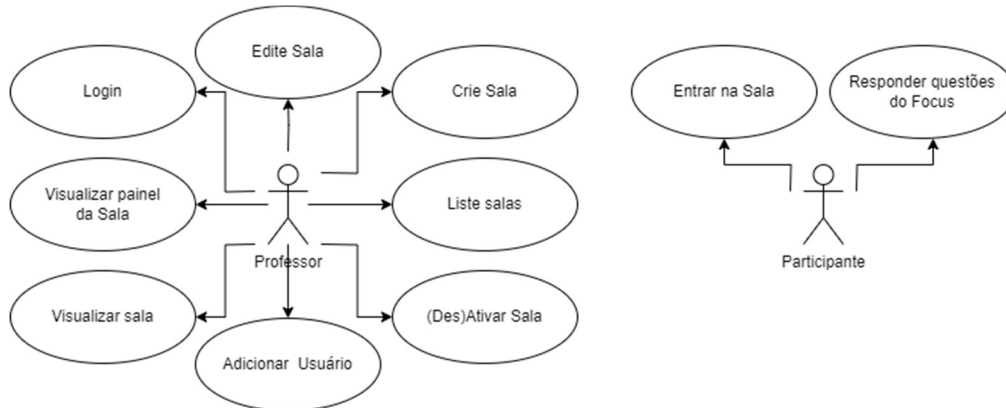 Edite Sala
Login
Crie Sala
Visualizar painel
da Sala
Liste salas
Professor
Visualizar sala
(Des)Ativar Sala
Adicionar Usuário
Entrar na Sala
Responder questões
do Focus
Participante